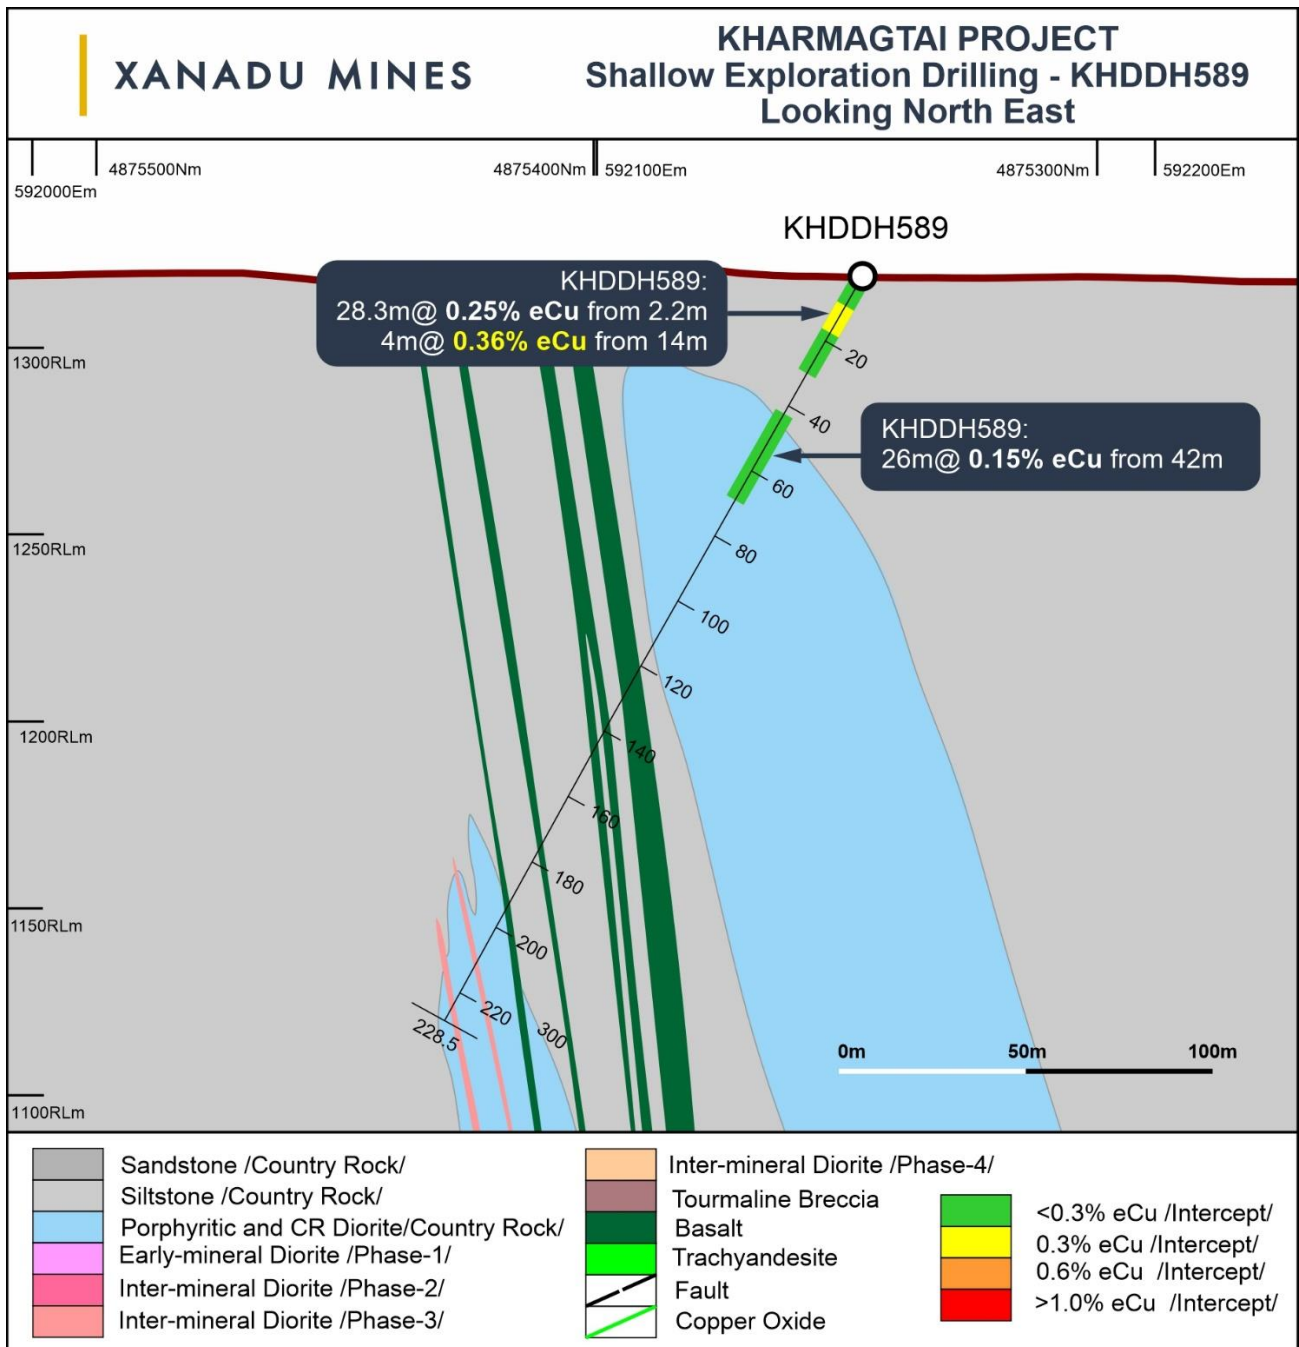 XANADU MINES
KHARMAGTAI PROJECT
Shallow Exploration Drilling - KHDDH589
Looking North East
592000Em
4875500Nm
4875400Nm
592100Em
4875300Nm
592200Em
KHDDH589
KHDDH589:
28.3m@ 0.25% eCu from 2.2m
4m@ 0.36% eCu from 14m
KHDDH589:
26m@ 0.15% eCu from 42m
1300RLm
1250RLm
1200RLm
1150RLm
1100RLm
20
40
60
80
100
120
140
160
180
200
220
228.5
300
0m 50m 100m
Sandstone /Country Rock/
Siltstone /Country Rock/
Porphyritic and CR Diorite/Country Rock/
Early-mineral Diorite /Phase-1/
Inter-mineral Diorite /Phase-2/
Inter-mineral Diorite /Phase-3/
Inter-mineral Diorite /Phase-4/
Tourmaline Breccia
Basalt
Trachyandesite
Fault
Copper Oxide
<0.3% eCu /Intercept/
0.3% eCu /Intercept/
0.6% eCu /Intercept/
>1.0% eCu /Intercept/